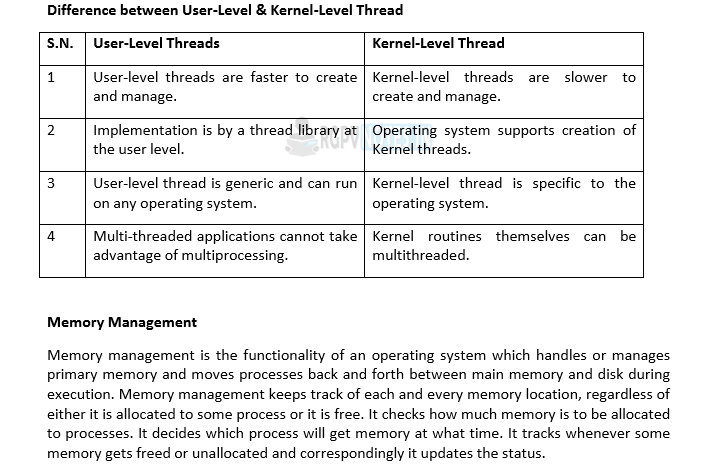 Difference between User-Level & Kernel-Level Thread
S.N. User-Level Threads Kernel-Level Thread
1 User-level threads are faster to create and manage. Kernel-level threads are slower to create and manage.
2 Implementation is by a thread library at the user level. Operating system supports creation of Kernel threads.
3 User-level thread is generic and can run on any operating system. Kernel-level thread is specific to the operating system.
4 Multi-threaded applications cannot take advantage of multiprocessing. Kernel routines themselves can be multithreaded.
Memory Management
Memory management is the functionality of an operating system which handles or manages
primary memory and moves processes back and forth between main memory and disk during
execution. Memory management keeps track of each and every memory location, regardless of
either it is allocated to some process or it is free. It checks how much memory is to be allocated
to processes. It decides which process will get memory at what time. It tracks whenever some
memory gets freed or unallocated and correspondingly it updates the status.